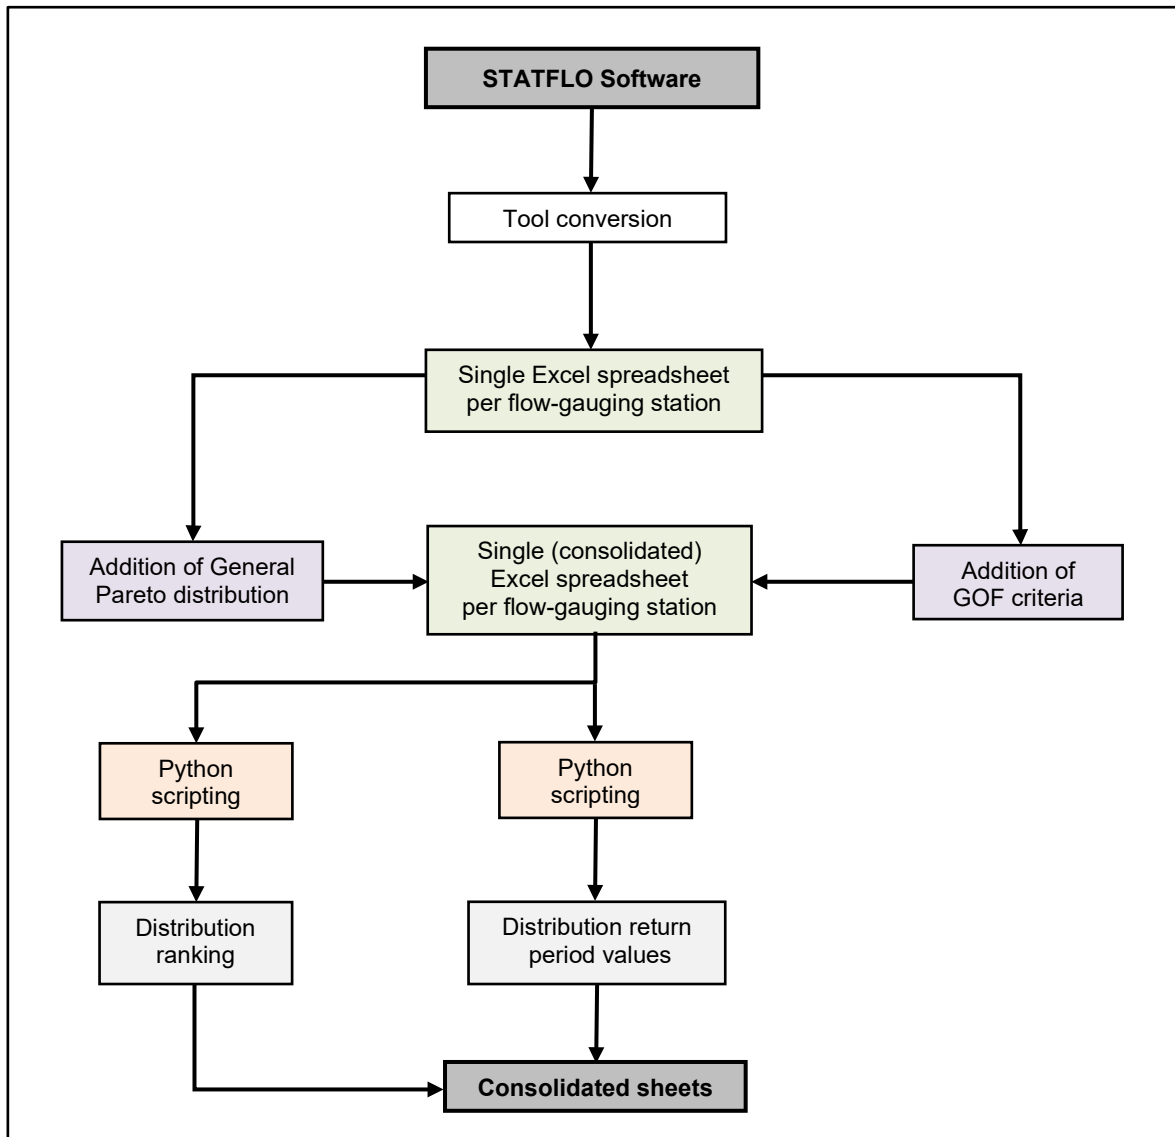 STATFLO Software
Tool conversion
Single Excel spreadsheet
per flow-gauging station
Addition of General
Pareto distribution
Single (consolidated)
Excel spreadsheet
per flow-gauging station
Addition of
GOF criteria
Python
scripting
Python
scripting
Distribution
ranking
Distribution return
period values
Consolidated sheets